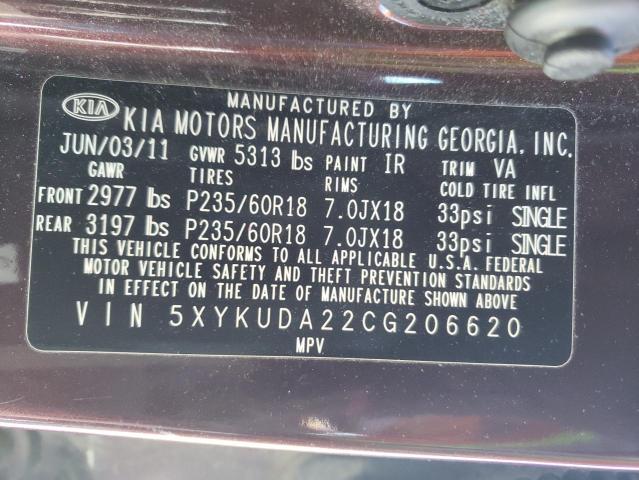 MANUFACTURED BY
KIA KIA MOTORS MANUFACTURING GEORGIA, INC.
JUN/03/11 GVWR 5313 lbs PAINT IR TRIM VA
GAWR TIRES RIMS COLD TIRE INFL
FRONT 2977 lbs P235/60R18 7.0JX18 33psi SINGLE
REAR 3197 lbs P235/60R18 7.0JX18 33psi SINGLE
THIS VEHICLE CONFORMS TO ALL APPLICABLE U.S.A. FEDERAL
MOTOR VEHICLE SAFETY AND THEFT PREVENTION STANDARDS
IN EFFECT ON THE DATE OF MANUFACTURE SHOWN ABOVE
VIN 5XYKUDA22CG206620
MPV